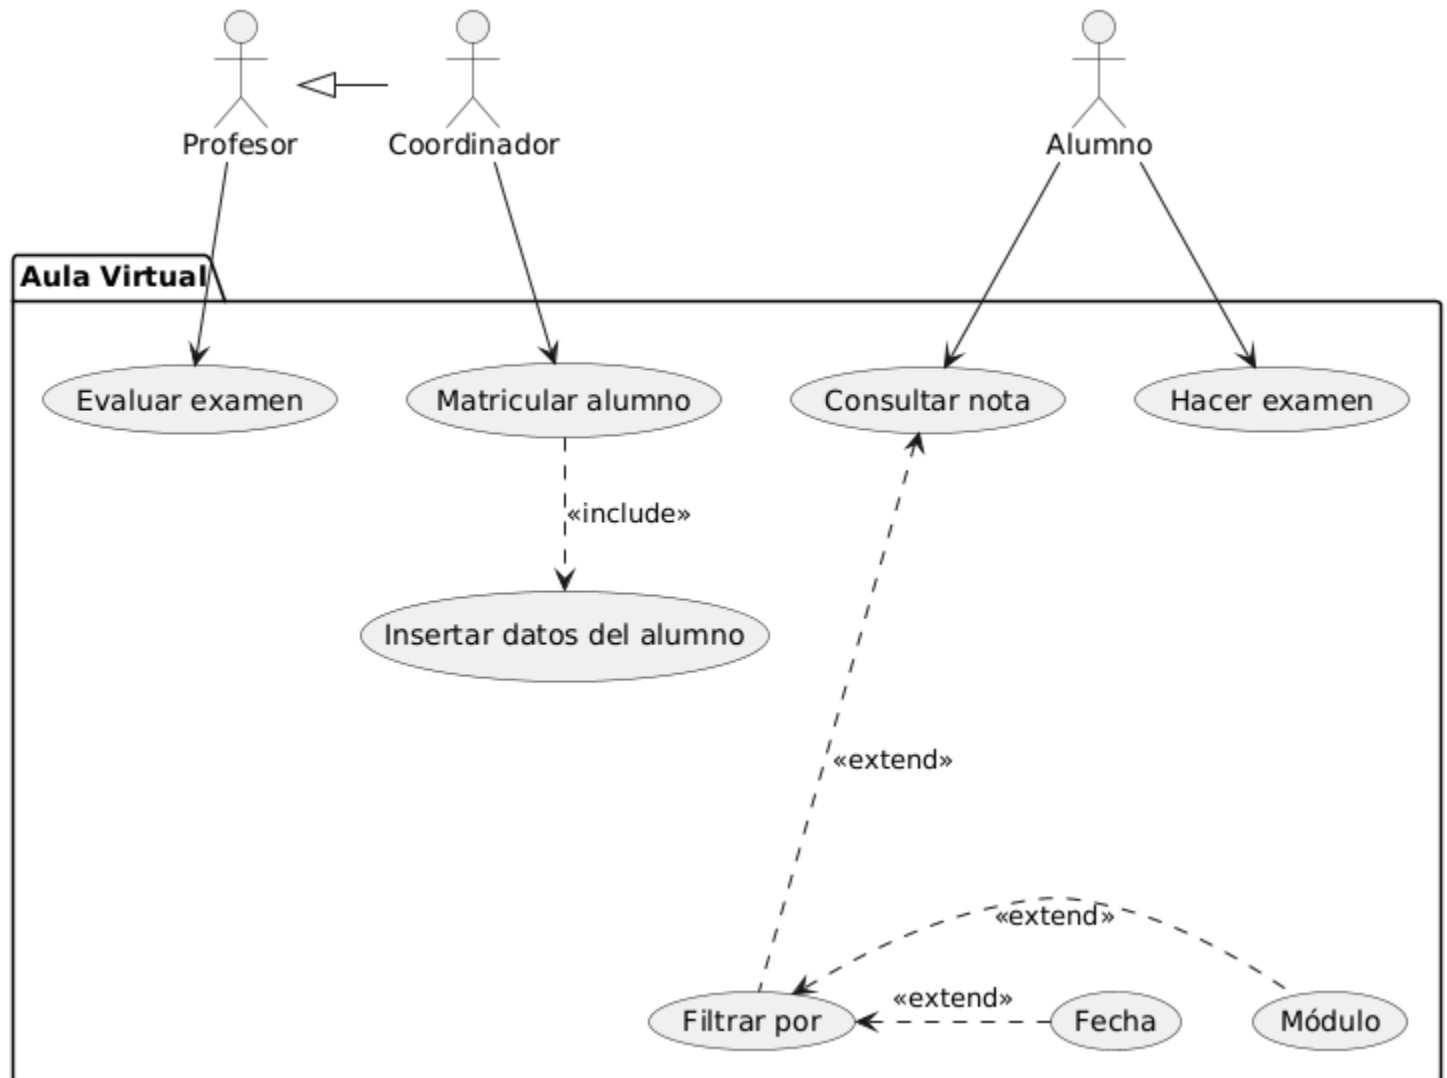 Profesor
Coordinador
Alumno
Aula Virtual
Evaluar examen
Matricular alumno
Consultar nota
Hacer examen
«include»
Insertar datos del alumno
«extend»
«extend»
«extend»
Filtrar por
Fecha
Módulo